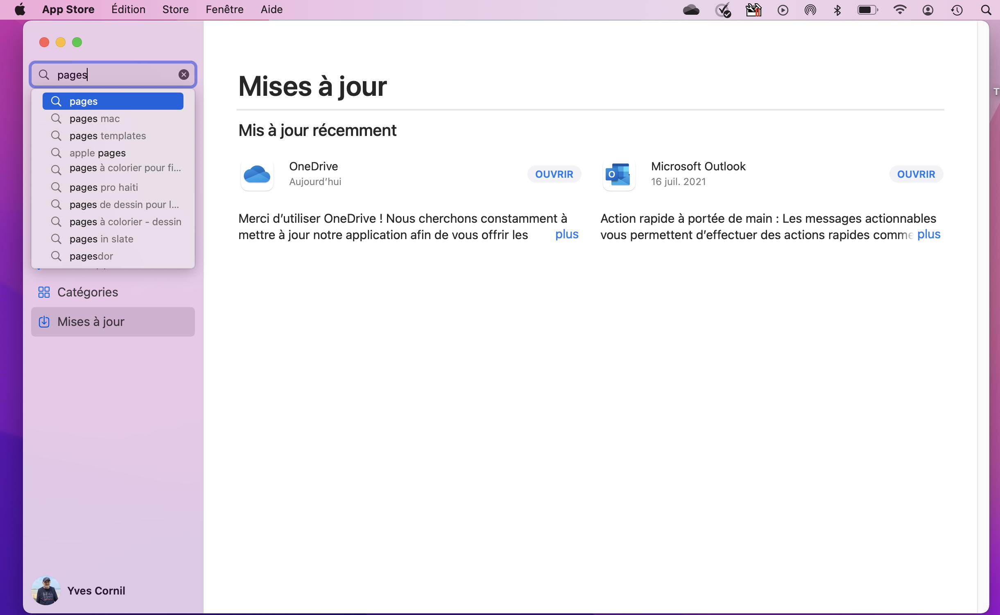 App Store Édition Store Fenêtre Aide
pages
pages
pages mac
pages templates
apple pages
pages à colorier pour fi...
pages pro haiti
pages de dessin pour l...
pages à colorier - dessin
pages in slate
pagesdor
Catégories
Mises à jour
Yves Cornil
Mises à jour
Mis à jour récemment
OneDrive
Aujourd’hui
OUVRIR
Merci d’utiliser OneDrive ! Nous cherchons constamment à
mettre à jour notre application afin de vous offrir les plus
Microsoft Outlook
16 juil. 2021
OUVRIR
Action rapide à portée de main : Les messages actionnables
vous permettent d’effectuer des actions rapides comme plus
T